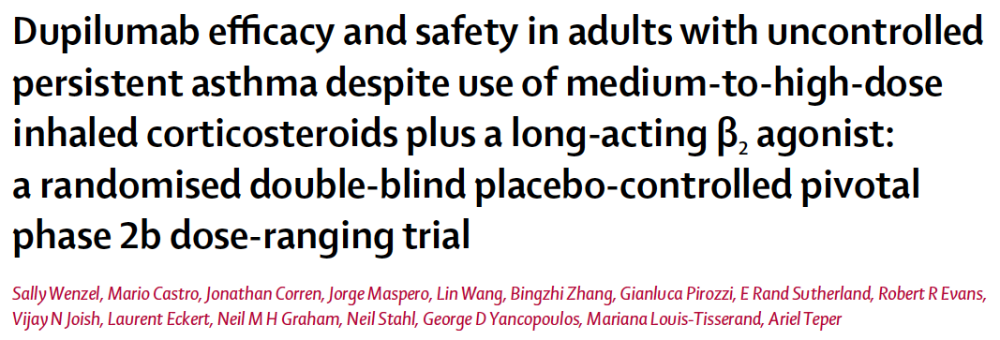 Dupilumab efficacy and safety in adults with uncontrolled
persistent asthma despite use of medium-to-high-dose
inhaled corticosteroids plus a long-acting β₂ agonist:
a randomised double-blind placebo-controlled pivotal
phase 2b dose-ranging trial
Sally Wenzel, Mario Castro, Jonathan Corren, Jorge Maspero, Lin Wang, Bingzhi Zhang, Gianluca Pirozzi, E Rand Sutherland, Robert R Evans,
Vijay N Joish, Laurent Eckert, Neil M H Graham, Neil Stahl, George D Yancopoulos, Mariana Louis-Tisserand, Ariel Teper